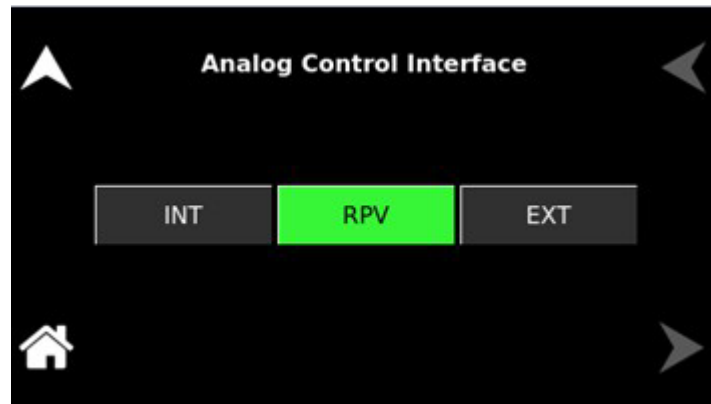 Analog Control Interface
INT RPV EXT